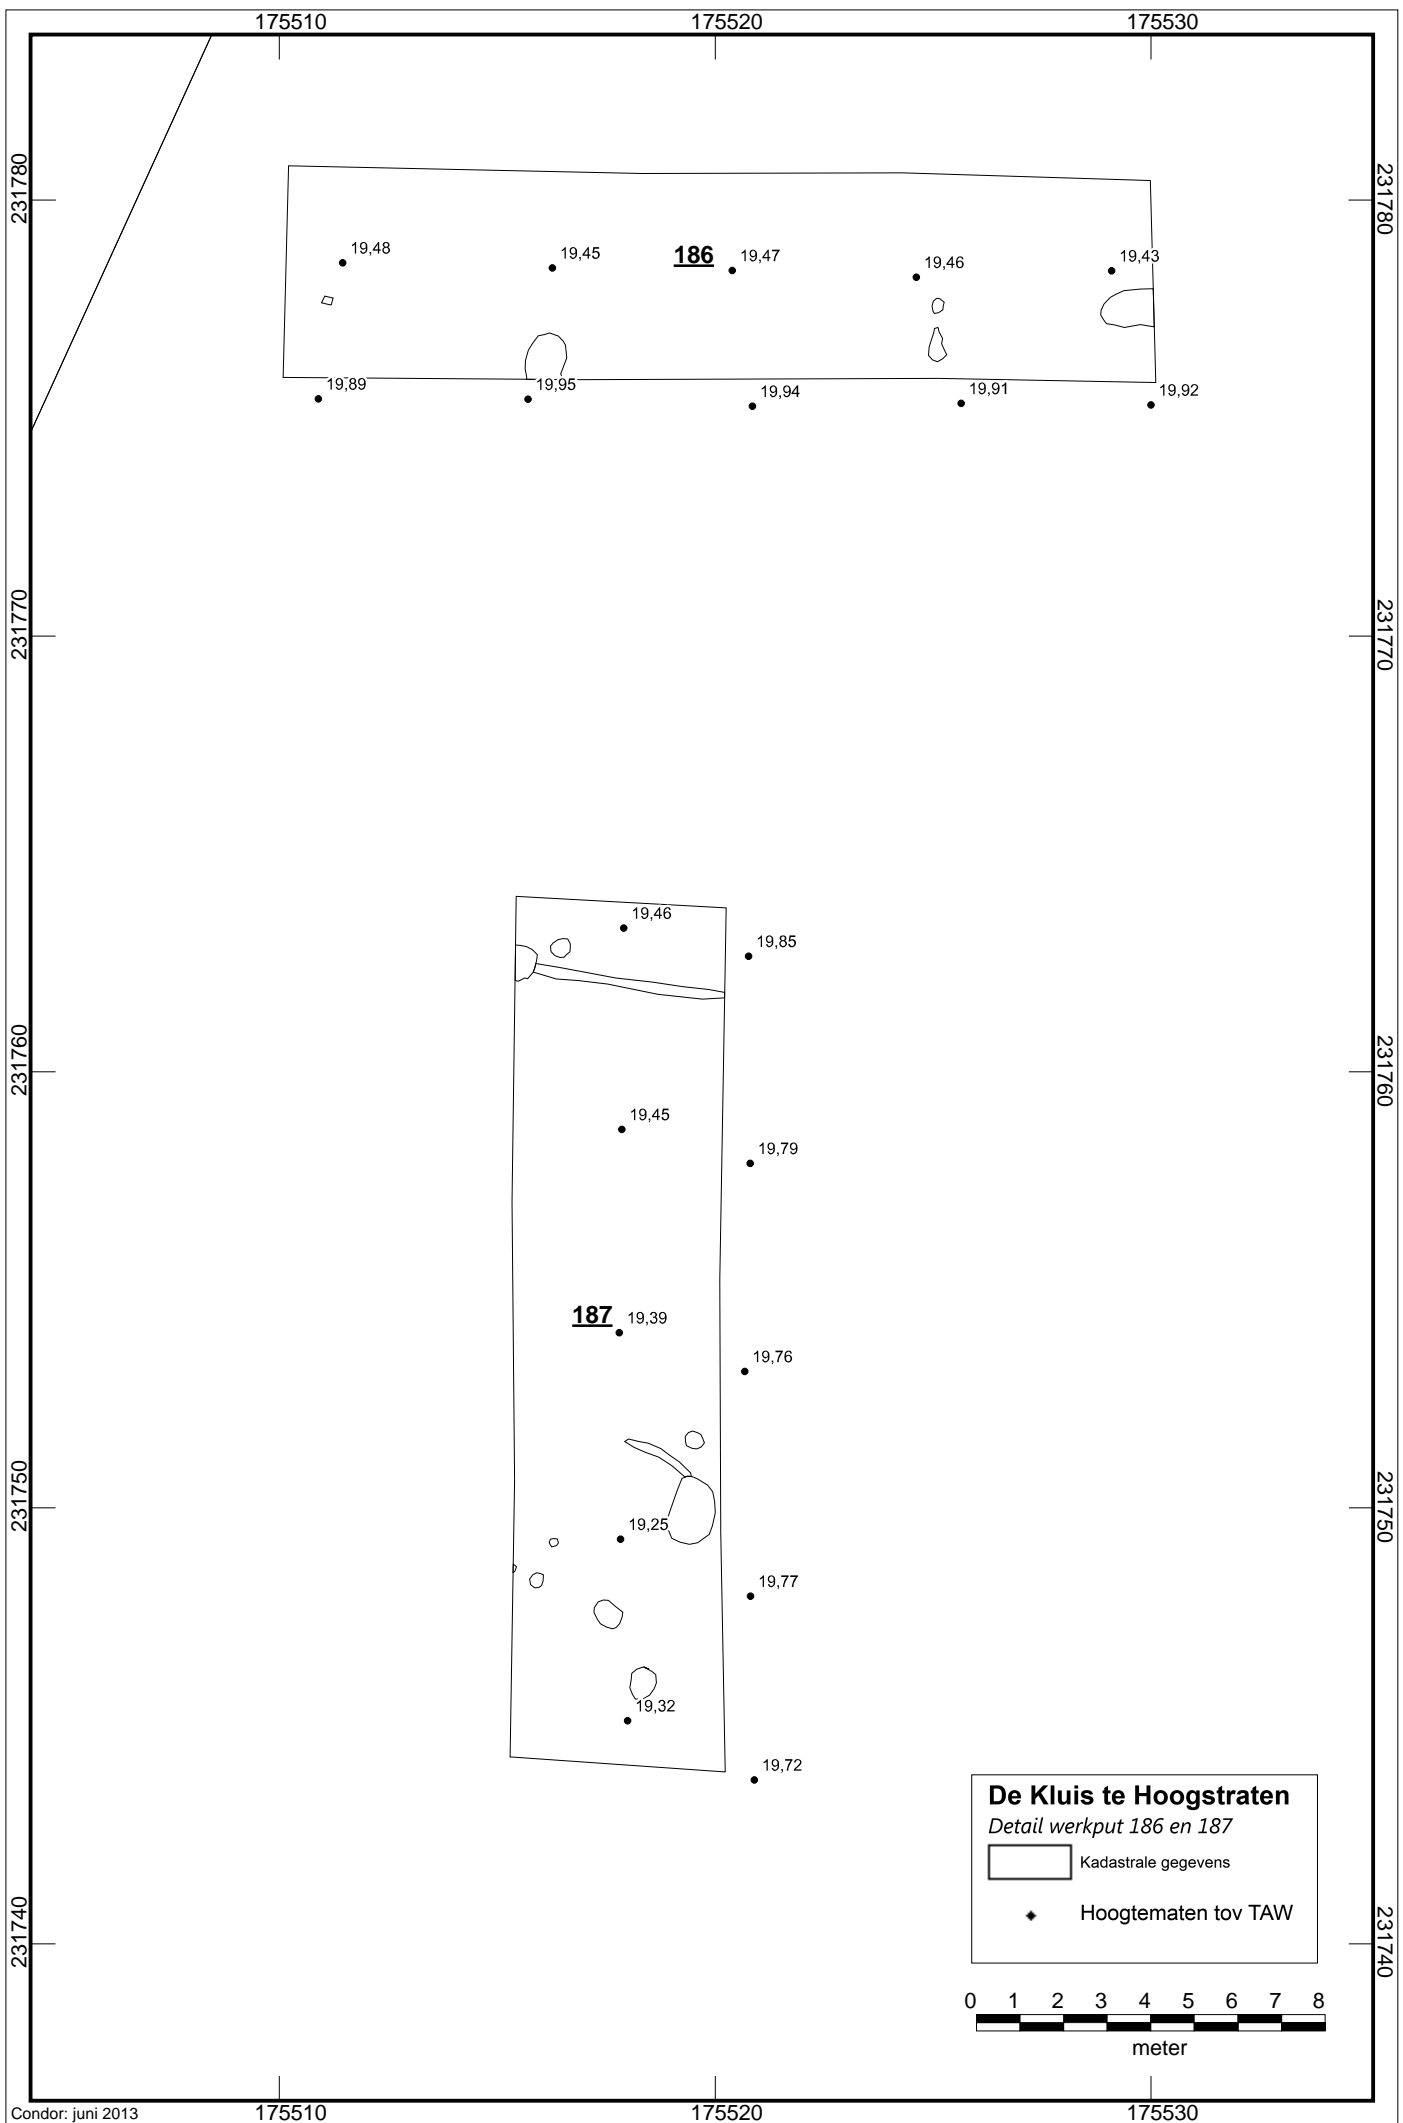 175510 175520 175530
231780 231780
19,48 19,45 186 19,47 19,46 19,43
19,89 19,95 19,94 19,91 19,92
231770 231770
19,46
19,85
231760 231760
19,45
19,79
187 19,39
19,76
231750 231750
19,25
19,77
19,32
19,72
De Kluis te Hoogstraten
Detail werkput 186 en 187
Kadastrale gegevens
Hoogtematen tov TAW
231740 231740
0 1 2 3 4 5 6 7 8
meter
Condor: juni 2013
175510 175520 175530